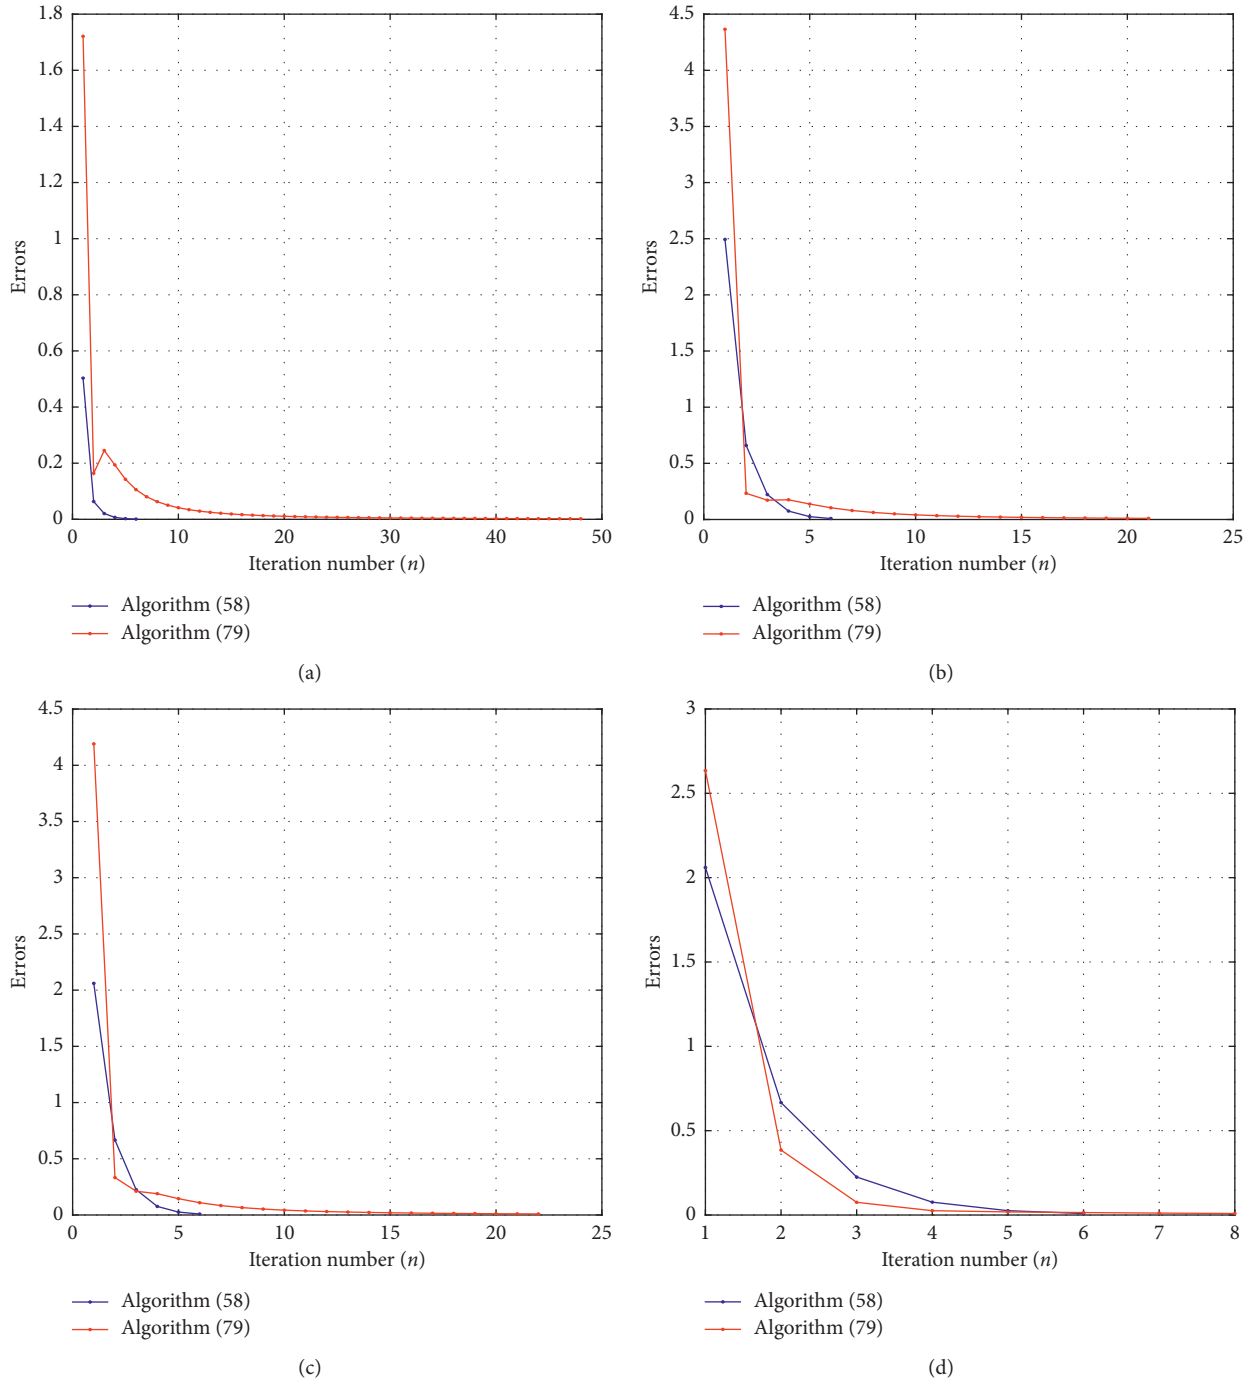 1.8
1.6
1.4
1.2
1
0.8
0.6
0.4
0.2
0
Errors
0 10 20 30 40 50
Iteration number (n)
Algorithm (58)
Algorithm (79)
(a)
4.5
4
3.5
3
2.5
2
1.5
1
0.5
0
Errors
0 5 10 15 20 25
Iteration number (n)
Algorithm (58)
Algorithm (79)
(b)
4.5
4
3.5
3
2.5
2
1.5
1
0.5
0
Errors
0 5 10 15 20 25
Iteration number (n)
Algorithm (58)
Algorithm (79)
(c)
3
2.5
2
1.5
1
0.5
0
Errors
1 2 3 4 5 6 7 8
Iteration number (n)
Algorithm (58)
Algorithm (79)
(d)